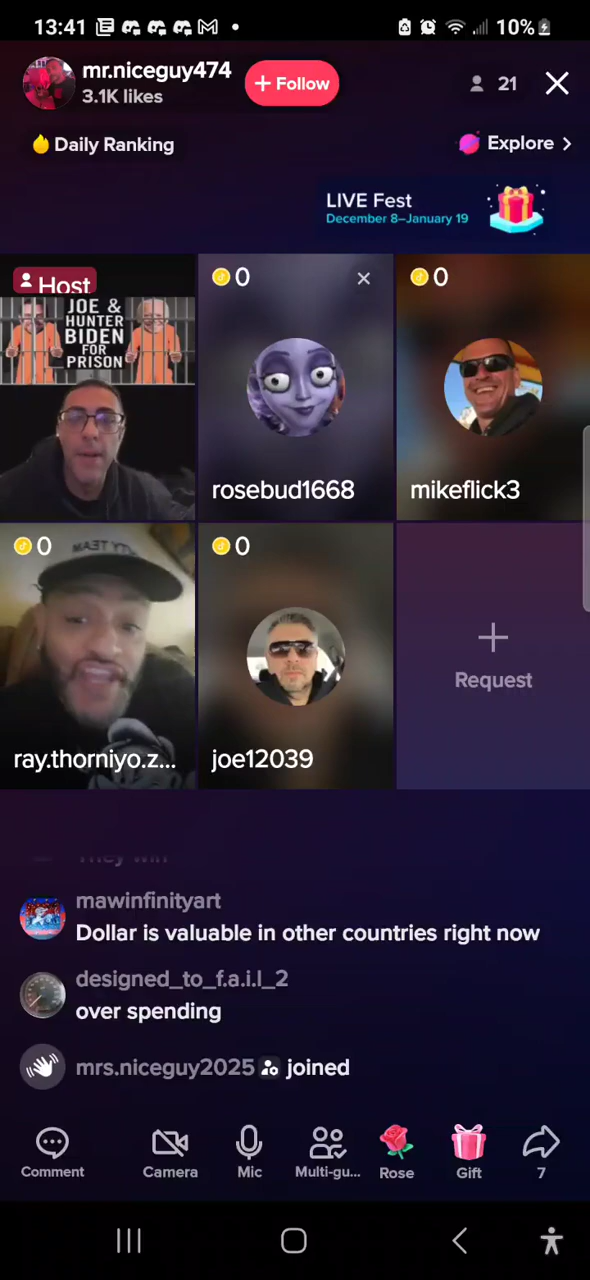 13:41
10%
mr.niceguy474
3.1K likes
+ Follow
21
Daily Ranking
Explore >
LIVE Fest
December 8–January 19
Host
JOE &
HUNTER
BIDEN
FOR
PRISON
0
rosebud1668
0
mikeflick3
0
ray.thorniyo.z...
0
joe12039
Request
They win
mawinfinityart
Dollar is valuable in other countries right now
designed_to_f.a.i.l_2
over spending
mrs.niceguy2025 joined
Comment
Camera
Mic
Multi-gu...
Rose
Gift
7